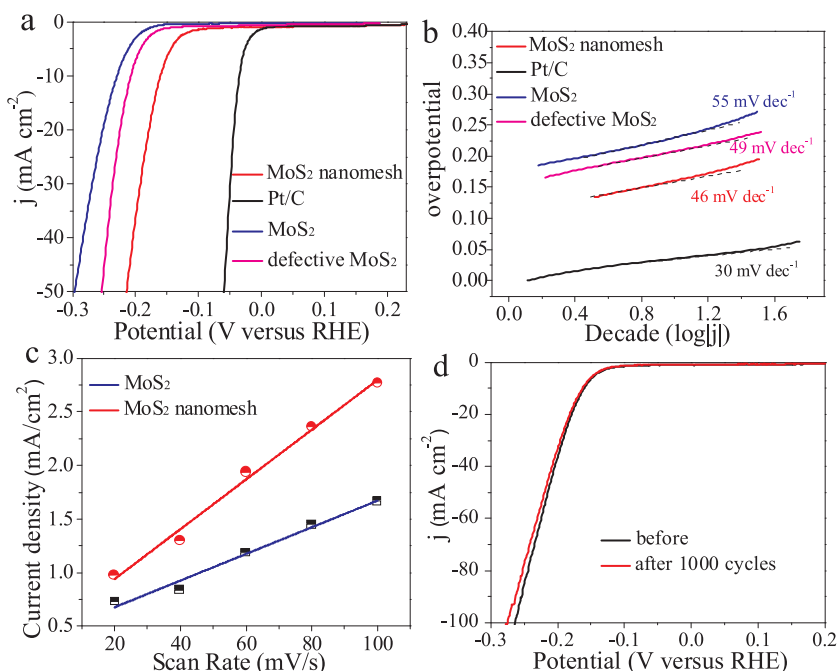 a
0
-10
-20
-30
-40
-50
j (mA cm⁻²)
MoS₂ nanomesh
Pt/C
MoS₂
defective MoS₂
-0.3
-0.2
-0.1
0.0
0.1
0.2
Potential (V versus RHE)
b
MoS₂ nanomesh
Pt/C
MoS₂
defective MoS₂
0.40
0.35
0.30
0.25
0.20
0.15
0.10
0.05
0.00
overpotential
55 mV dec⁻¹
49 mV dec⁻¹
46 mV dec⁻¹
30 mV dec⁻¹
0.0
0.4
0.8
1.2
1.6
Decade (log|j|)
c
3.0
2.5
2.0
1.5
1.0
0.5
Current density (mA/cm²)
MoS₂
MoS₂ nanomesh
20
40
60
80
100
Scan Rate (mV/s)
d
0
-20
-40
-60
-80
-100
j (mA cm⁻²)
before
after 1000 cycles
-0.3
-0.2
-0.1
0.0
0.1
0.2
Potential (V versus RHE)